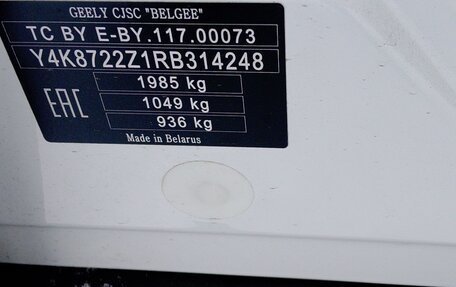 GEELY CJSC "BELGEE"
TC BY E-BY.117.00073
Y4K8722Z1RB314248
1985 kg
EAC 1049 kg
936 kg
Made in Belarus